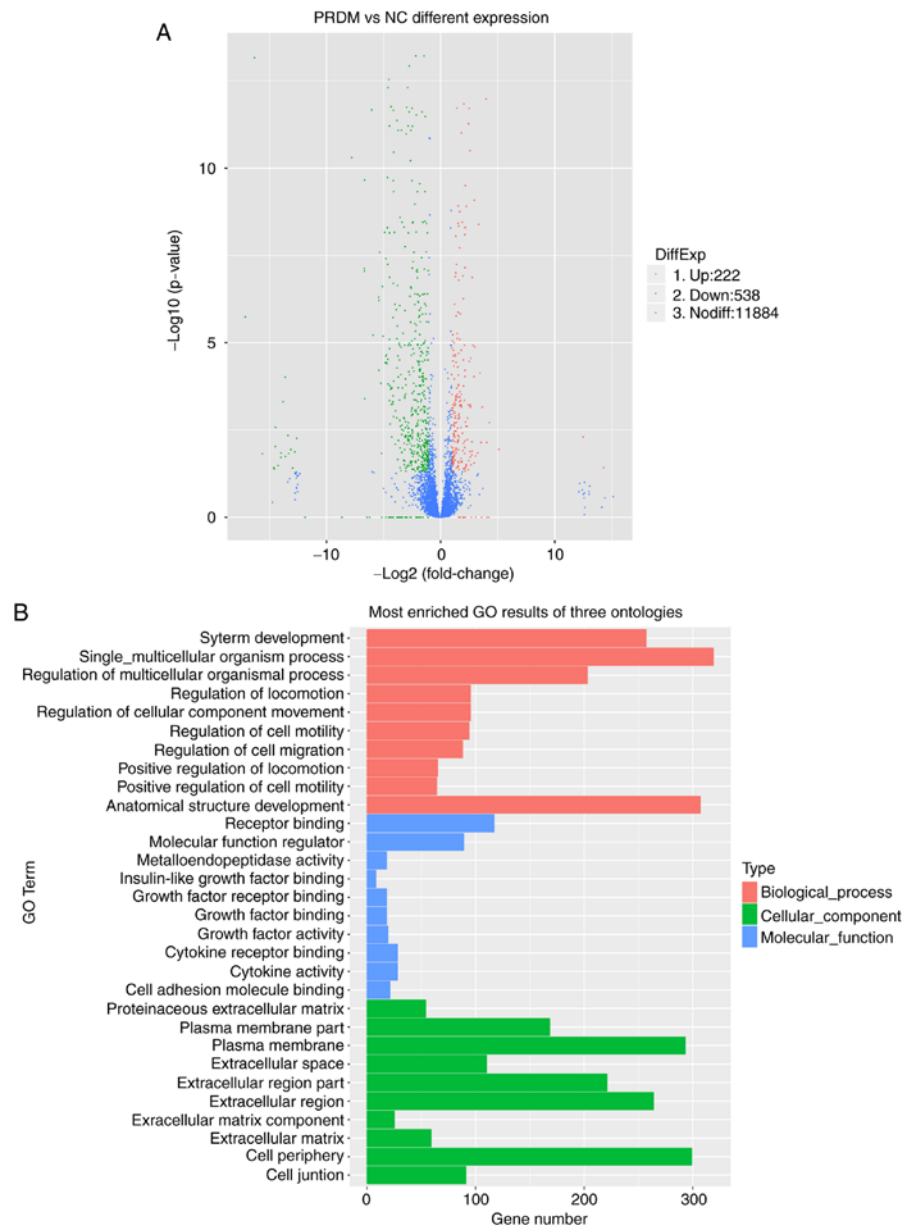 A
PRDM vs NC different expression
10
5
0
−Log10 (p-value)
−10
0
10
−Log2 (fold-change)
DiffExp
1. Up:222
2. Down:538
3. Nodiff:11884
B
Most enriched GO results of three ontologies
Syterm development
Single_multicellular organism process
Regulation of multicellular organismal process
Regulation of locomotion
Regulation of cellular component movement
Regulation of cell motility
Regulation of cell migration
Positive regulation of locomotion
Positive regulation of cell motility
Anatomical structure development
Receptor binding
Molecular function regulator
Metalloendopeptidase activity
Insulin-like growth factor binding
Growth factor receptor binding
Growth factor binding
Growth factor activity
Cytokine receptor binding
Cytokine activity
Cell adhesion molecule binding
Proteinaceous extracellular matrix
Plasma membrane part
Plasma membrane
Extracellular space
Extracellular region part
Extracellular region
Exracellular matrix component
Extracellular matrix
Cell periphery
Cell juntion
GO Term
0
100
200
300
Gene number
Type
Biological_process
Cellular_component
Molecular_function